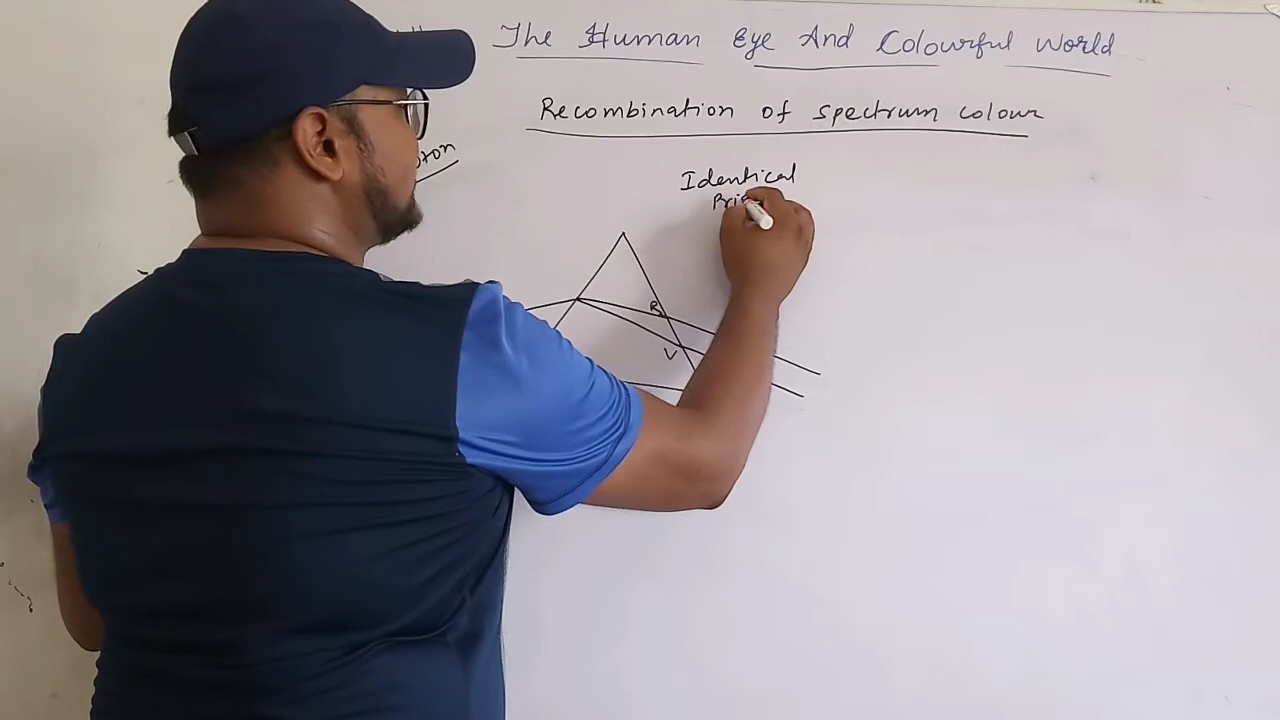 The Human Eye And Colourful World
Recombination of spectrum colour
Identical
R
V